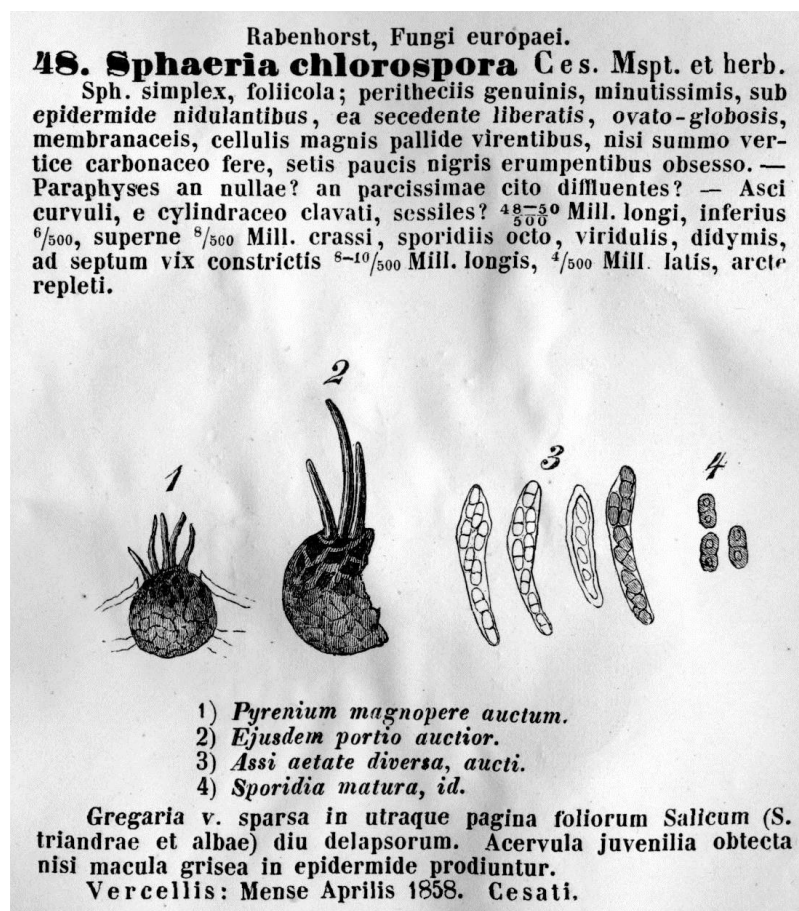 Rabenhorst, Fungi europaei.
48. Sphaeria chlorospora Ces. Mspt. et herb.
Sph. simplex, foliicola; peritheciis genuinis, minutissimis, sub
epidermide nidulantibus, ea secedente liberatis, ovato-globosis,
membranaceis, cellulis magnis pallide virentibus, nisi summo ver-
tice carbonaceo fere, setis paucis nigris erumpentibus obsesso. —
Paraphyses an nullae? an parcissimae cito diffluentes? — Asci
curvuli, e cylindraceo clavati, sessiles? 48–50/500 Mill. longi, inferius
6/500, superne 8/500 Mill. crassi, sporidiis octo, viridulis, didymis,
ad septum vix constrictis 8–10/500 Mill. longis, 4/500 Mill. latis, arcte
repleti.
1
2
3
4
1) Pyrenium magnopere auctum.
2) Ejusdem portio auctior.
3) Assi aetate diversa, aucti.
4) Sporidia matura, id.
Gregaria v. sparsa in utraque pagina foliorum Salicum (S.
triandrae et albae) diu delapsorum. Acervula juvenilia obtecta
nisi macula grisea in epidermide produntur.
Vercellis: Mense Aprilis 1858. Cesati.